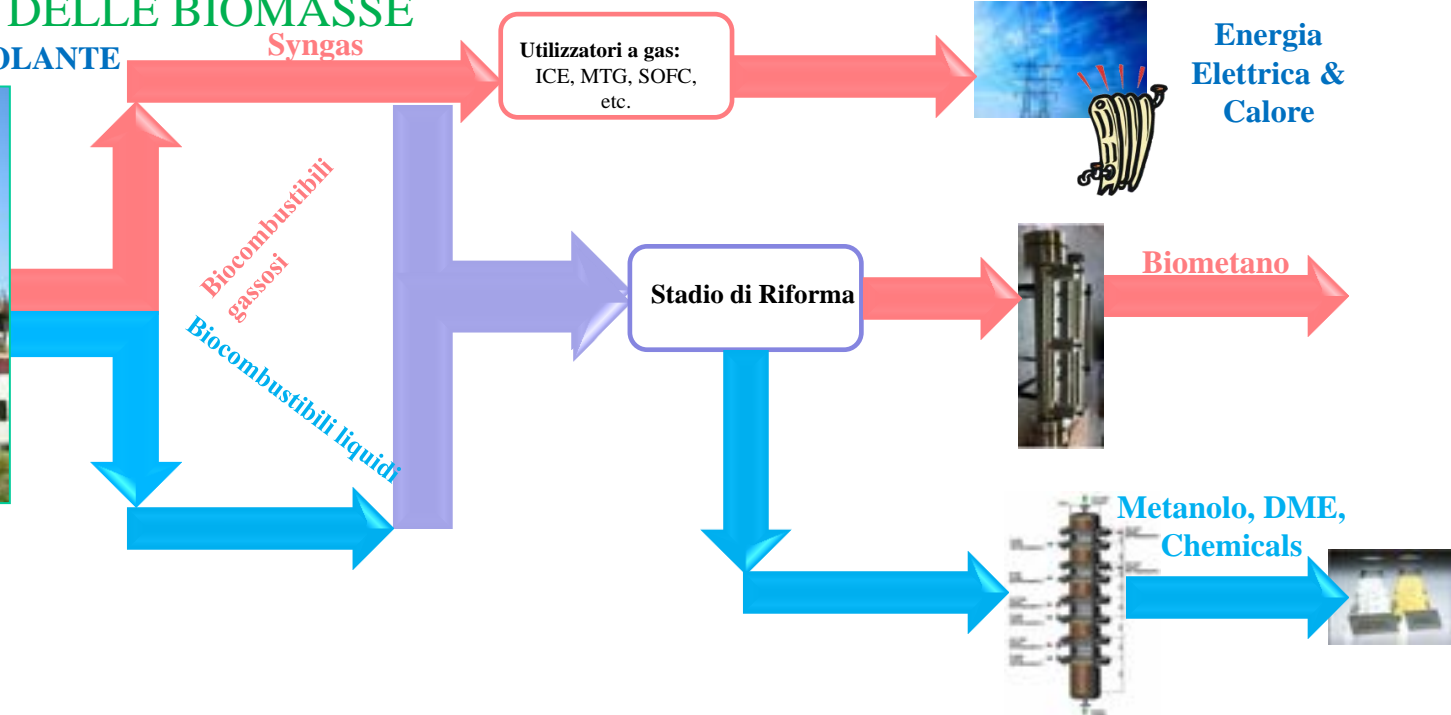 DELLE BIOMASSE
OLANTE
Syngas
Utilizzatori a gas:
ICE, MTG, SOFC,
etc.
Energia
Elettrica &
Calore
Biocombustibili
gassosi
Biocombustibili liquidi
Stadio di Riforma
Biometano
Metanolo, DME,
Chemicals